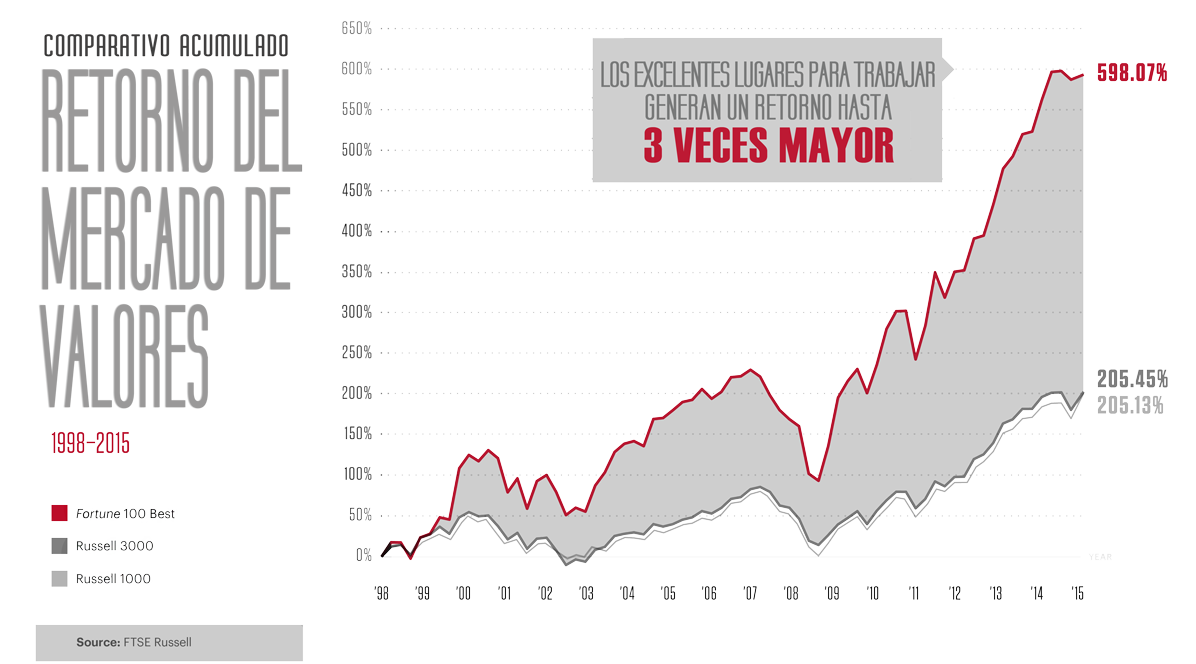 COMPARATIVO ACUMULADO
RETORNO DEL
MERCADO DE
VALORES
1998-2015
Fortune 100 Best
Russell 3000
Russell 1000
Source: FTSE Russell
650%
600%
550%
500%
450%
400%
350%
300%
250%
200%
150%
100%
50%
0%
LOS EXCELENTES LUGARES PARA TRABAJAR
GENERAN UN RETORNO HASTA
3 VECES MAYOR
598.07%
205.45%
205.13%
YEAR
'98 '99 '00 '01 '02 '03 '04 '05 '06 '07 '08 '09 '10 '11 '12 '13 '14 '15